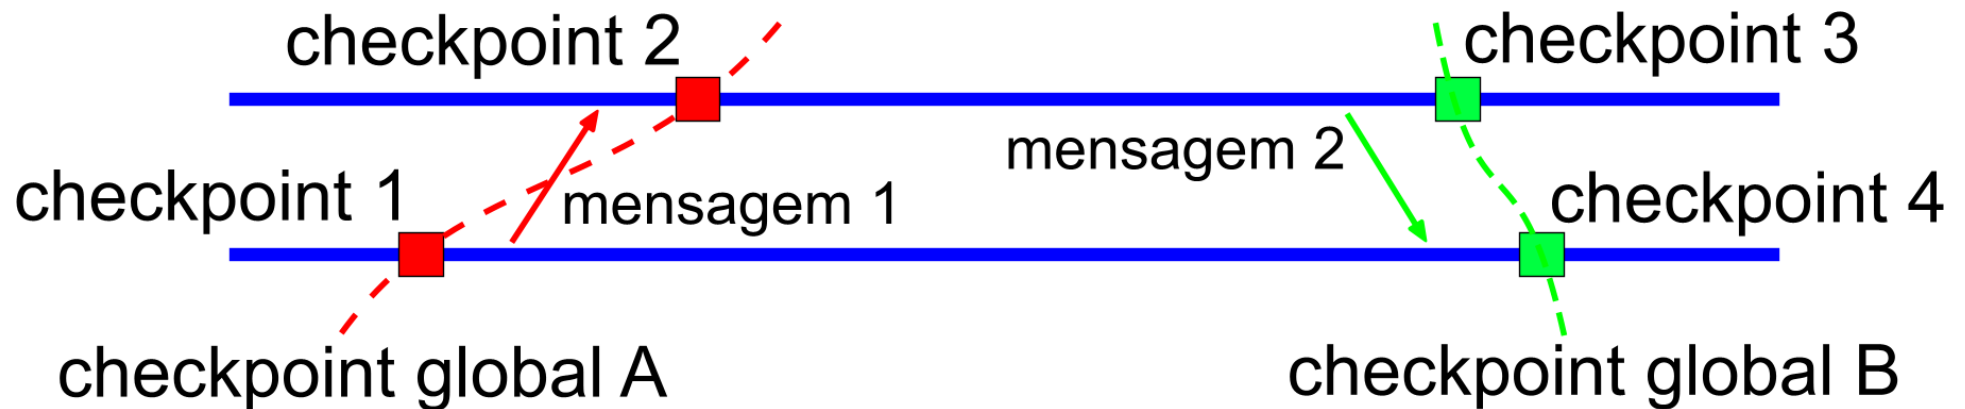 checkpoint 2
checkpoint 3
mensagem 2
checkpoint 1
mensagem 1
checkpoint 4
checkpoint global A
checkpoint global B